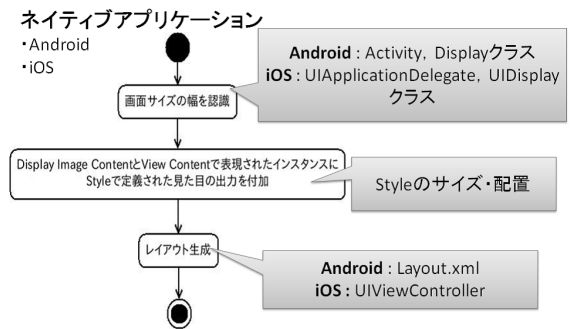 ネイティブアプリケーション
・Android
・iOS
Android : Activity, Displayクラス
iOS : UIApplicationDelegate, UIDisplay
クラス
画面サイズの幅を認識
Display Image ContentとView Contentで表現されたインスタンスに
Styleで定義された見た目の出力を付加
Styleのサイズ・配置
レイアウト生成
Android : Layout.xml
iOS : UIViewController